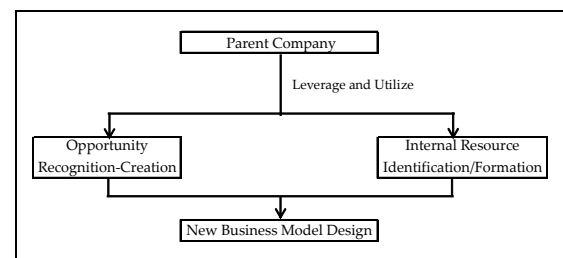 Parent Company
Leverage and Utilize
Opportunity
Recognition-Creation
Internal Resource
Identification/Formation
New Business Model Design